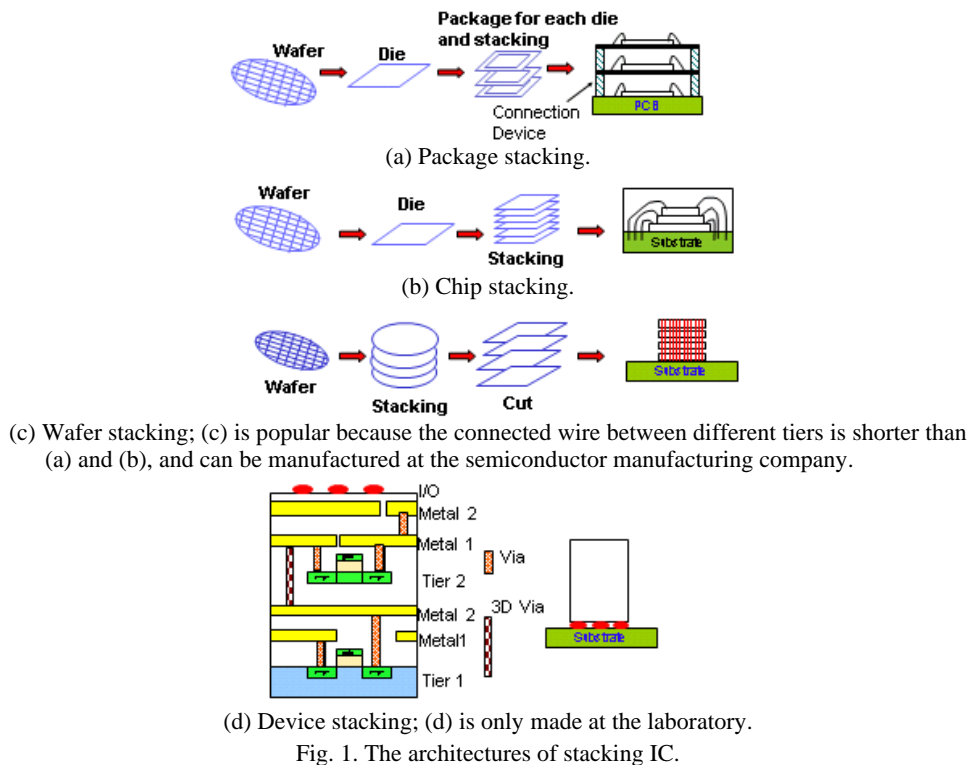 Package for each die
and stacking
Wafer
Die
Connection
Device
PCB
(a) Package stacking.
Wafer
Die
Stacking
Substrate
(b) Chip stacking.
Wafer
Stacking
Cut
Substrate
(c) Wafer stacking; (c) is popular because the connected wire between different tiers is shorter than
(a) and (b), and can be manufactured at the semiconductor manufacturing company.
I/O
Metal 2
Metal 1
Via
Tier 2
Metal 2
3D Via
Metal1
Tier 1
Substrate
(d) Device stacking; (d) is only made at the laboratory.
Fig. 1. The architectures of stacking IC.